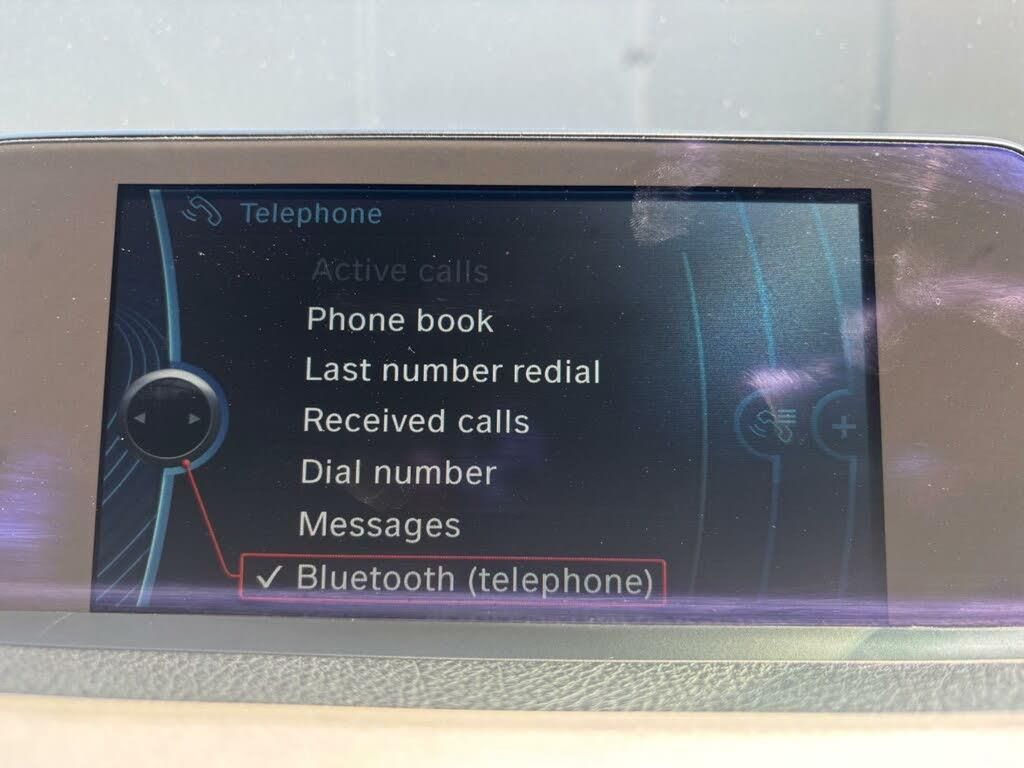 Telephone
Active calls
Phone book
Last number redial
Received calls
Dial number
Messages
✓ Bluetooth (telephone)